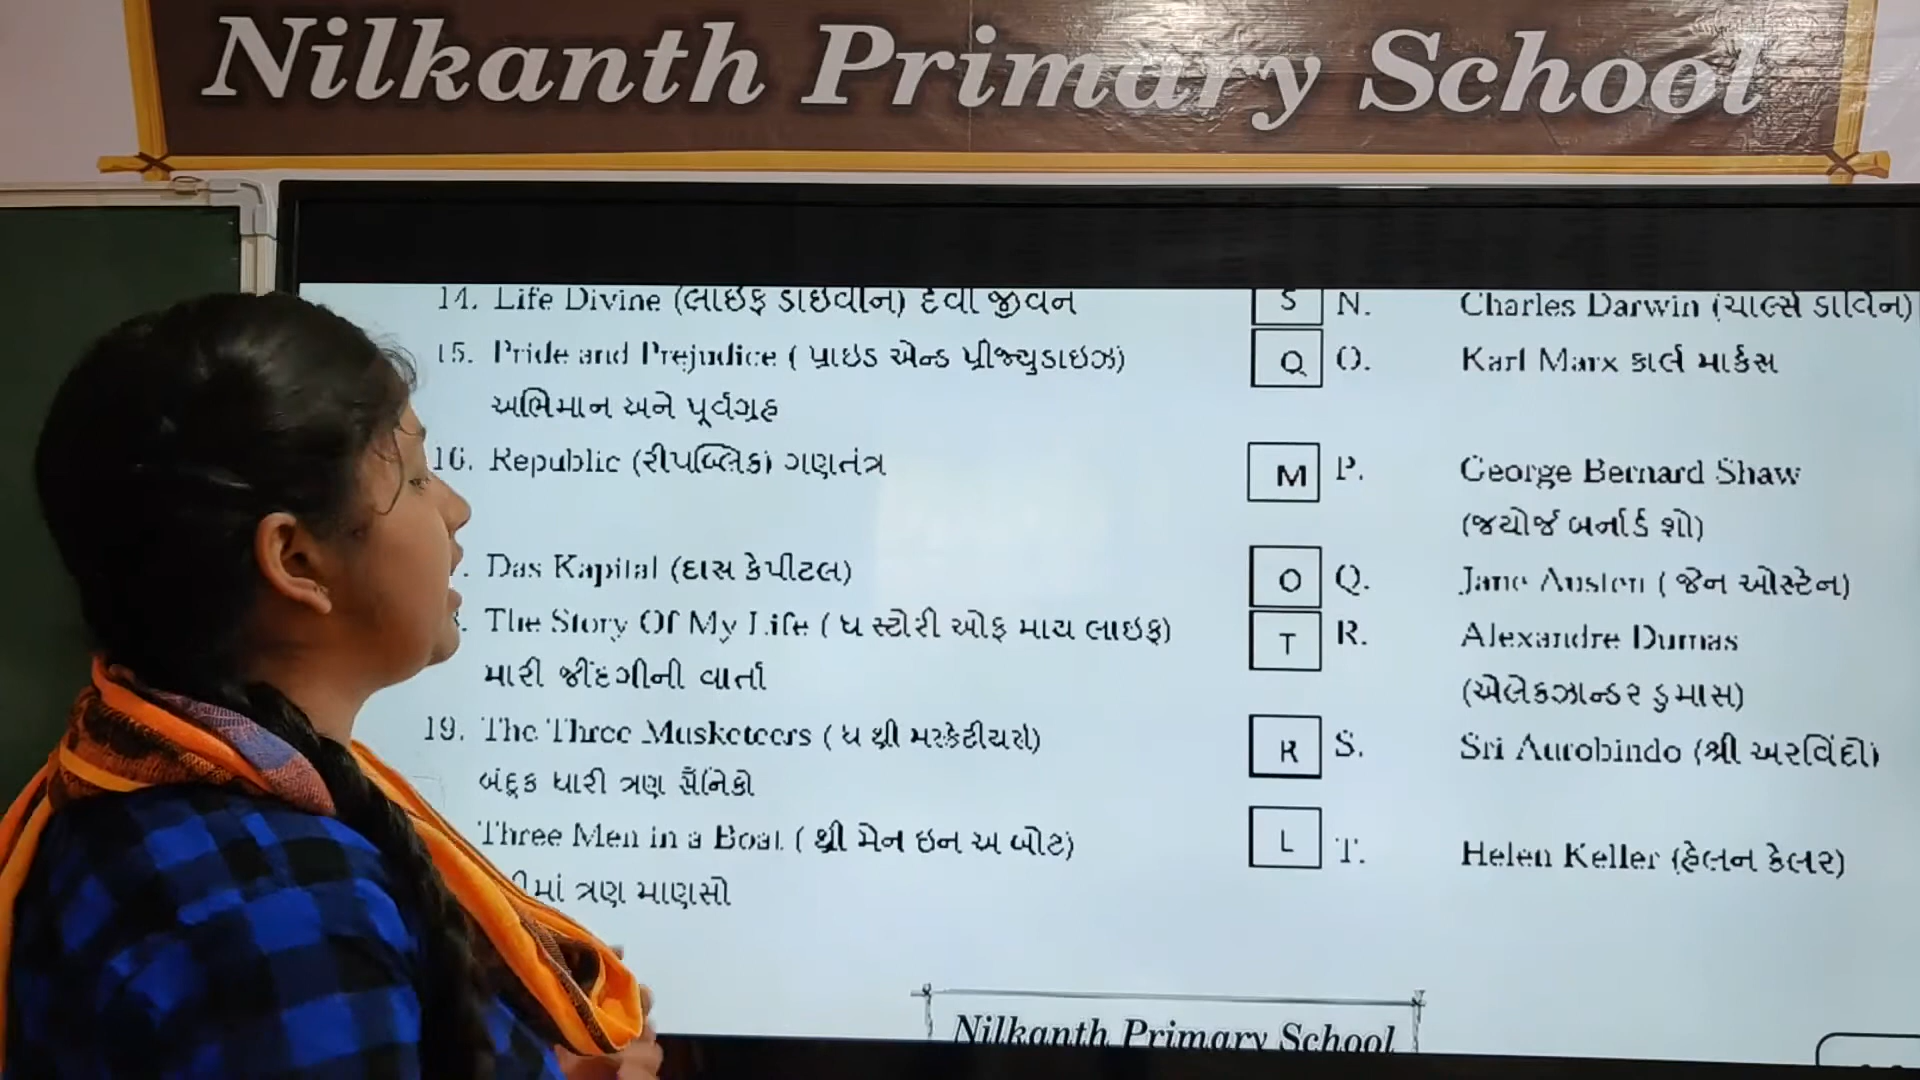 Nilkanth Primary School
14. Life Divine (લાઇફ ડાઇવીન) દૈવી જીવન S N. Charles Darwin (ચાર્લ્સ ડાર્વિન)
15. Pride and Prejudice ( પ્રાઇડ એન્ડ પ્રીજ્યુડાઇઝ) Q O. Karl Marx કાર્લ માર્ક્સ
અભિમાન અને પૂર્વગ્રહ
16. Republic (રીપબ્લિક) ગણતંત્ર M P. George Bernard Shaw
(જયોર્જ બર્નાર્ડ શો)
Das Kapital (દાસ કેપીટલ) O Q. Jane Austen ( જેન ઓસ્ટેન)
The Story Of My Life ( ધ સ્ટોરી ઓફ માય લાઇફ) T R. Alexandre Dumas
મારી જીંદગીની વાર્તા (એલેકઝાન્ડર ડુમાસ)
19. The Three Musketeers ( ધ થ્રી મસ્કેટીયર્સ) R S. Sri Aurobindo (શ્રી અરવિંદો)
બંદૂક ધારી ત્રણ સૈનિકો
Three Men in a Boat ( થ્રી મેન ઇન અ બોટ) L T. Helen Keller (હેલન કેલર)
ત્રણ માણસો
Nilkanth Primary School